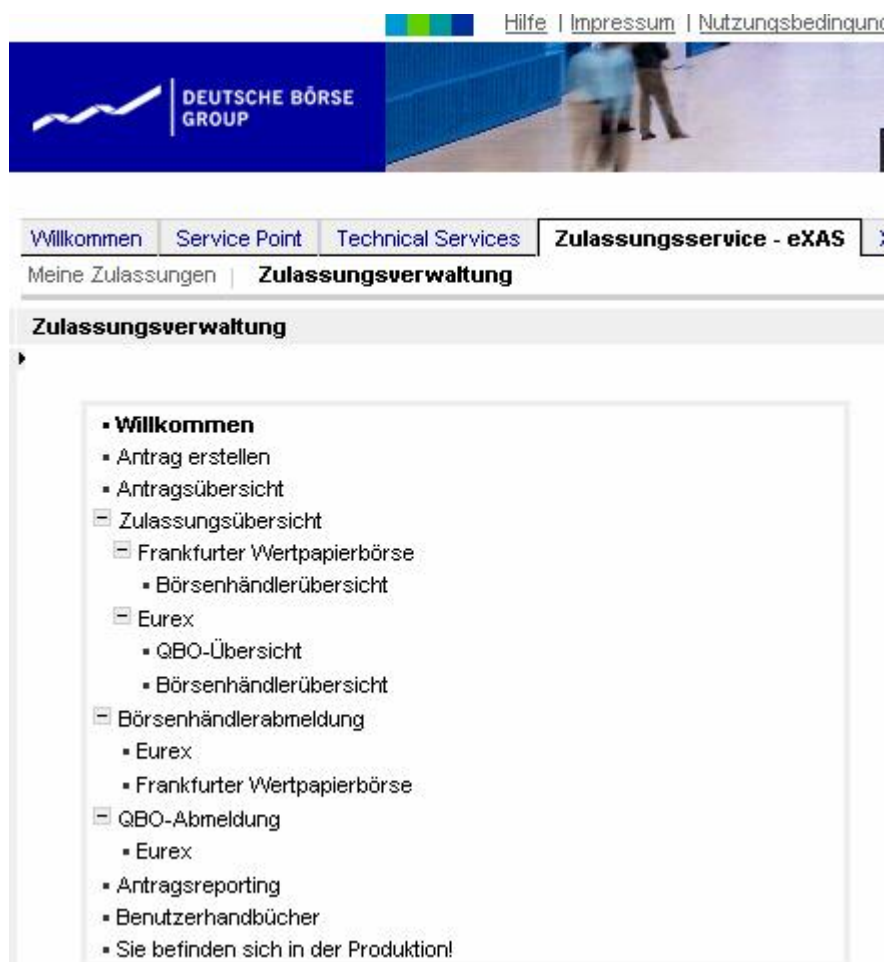 Hilfe | Impressum |
DEUTSCHE BÖRSE
GROUP
Willkommen Service Point Technical Services Zulassungsservice - eXAS
Meine Zulassungen | Zulassungsverwaltung
Zulassungsverwaltung
Willkommen
Antrag erstellen
Antragsübersicht
Zulassungsübersicht
Frankfurter Wertpapierbörse
Börsenhändlerübersicht
Eurex
QBO-Übersicht
Börsenhändlerübersicht
Börsenhändlerabmeldung
Eurex
Frankfurter Wertpapierbörse
QBO-Abmeldung
Eurex
Antragsreporting
Benutzerhandbücher
Sie befinden sich in der Produktion!